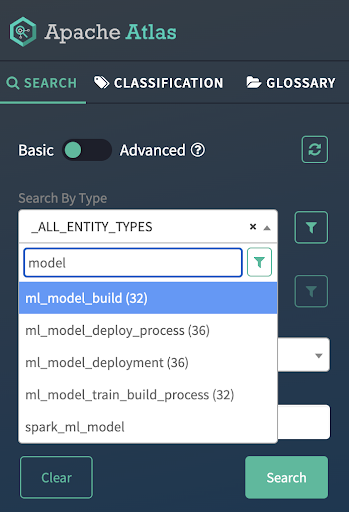 Apache Atlas
SEARCH CLASSIFICATION GLOSSARY
Basic Advanced
Search By Type
_ALL_ENTITY_TYPES ×
model
ml_model_build (32)
ml_model_deploy_process (36)
ml_model_deployment (36)
ml_model_train_build_process (32)
spark_ml_model
Clear Search